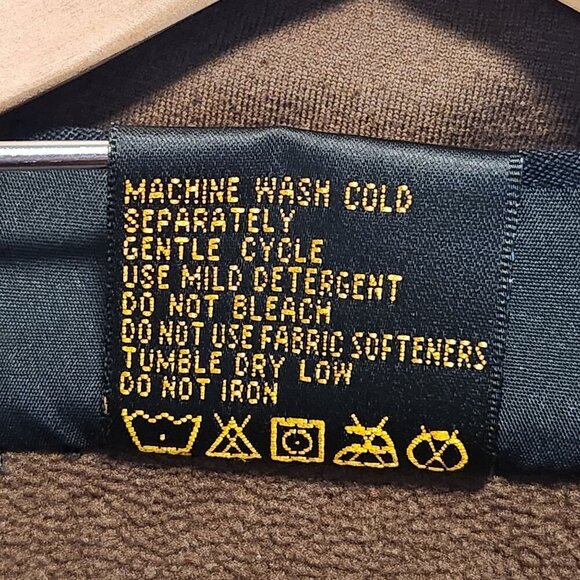 MACHINE WASH COLD
SEPARATELY
GENTLE CYCLE
USE MILD DETERGENT
DO NOT BLEACH
DO NOT USE FABRIC SOFTENERS
TUMBLE DRY LOW
DO NOT IRON